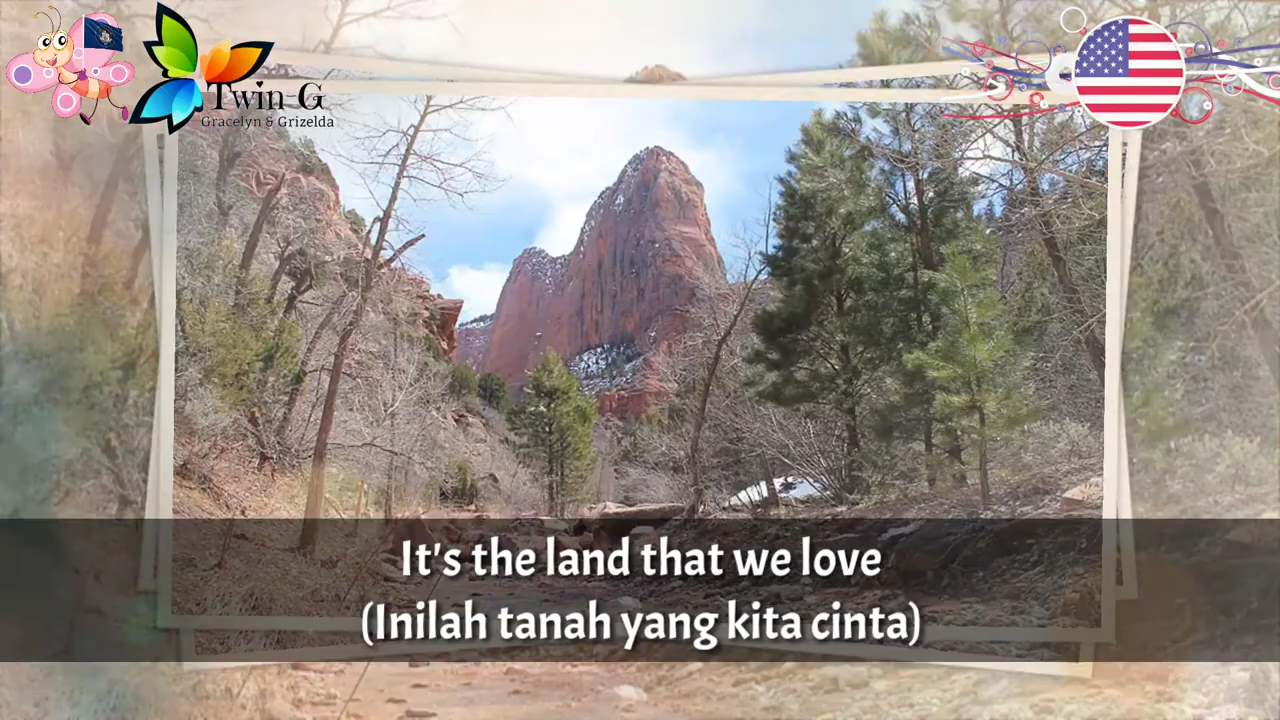 Twin-G
Gracelyn & Grizelda
It's the land that we love
(Inilah tanah yang kita cinta)